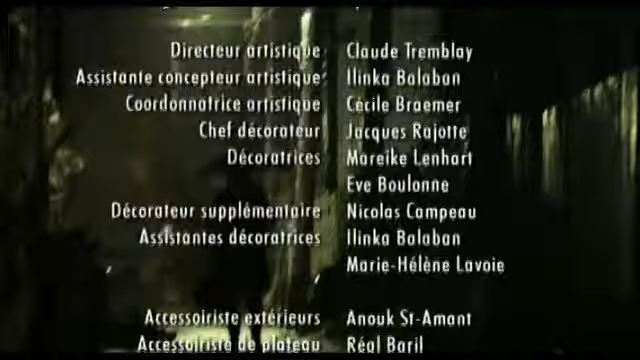 Directeur artistique Claude Tremblay
Assistante concepteur artistique Ilinka Balaban
Coordonnatrice artistique Cécile Braemer
Chef décorateur Jacques Rajotte
Décoratrices Mareike Lenhart
Eve Boulonne
Décorateur supplémentaire Nicolas Campeau
Assistantes décoratrices Ilinka Balaban
Marie-Hélène Lavoie
Accessoiriste extérieurs Anouk St-Amant
Accessoiriste de plateau Réal Baril